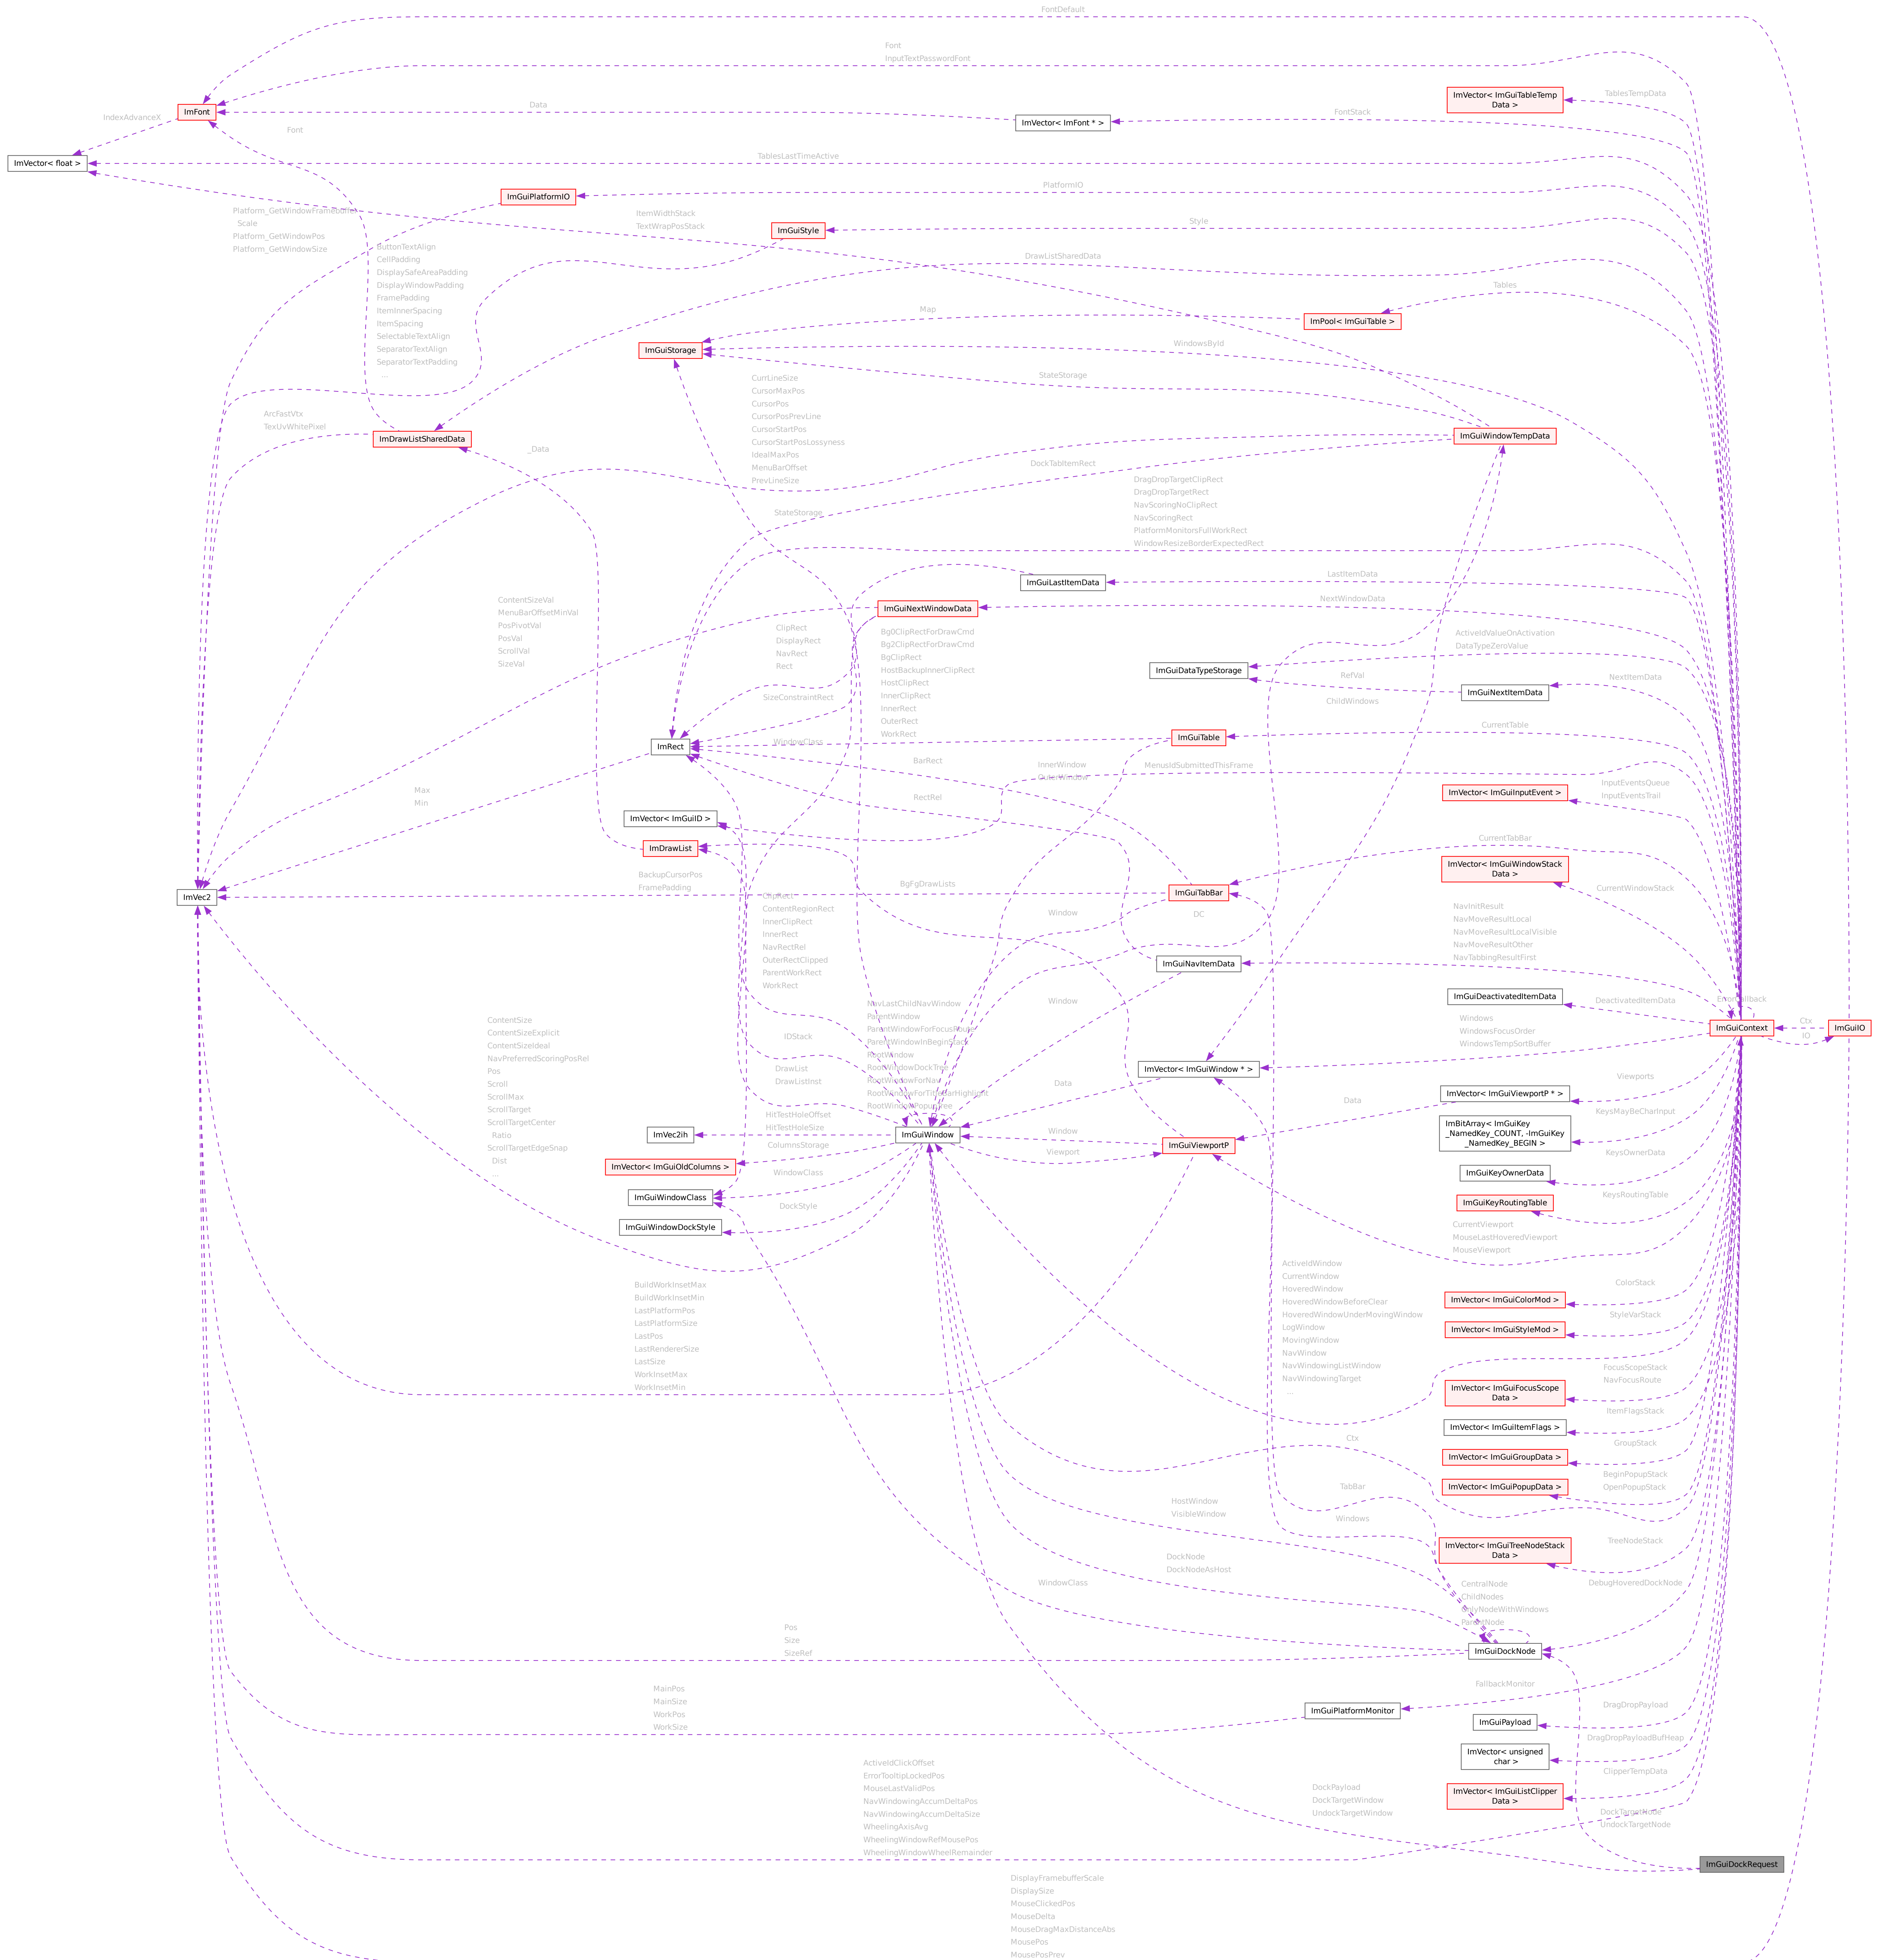 FontDefault
Font
InputTextPasswordFont
ImVector< ImGuiTableTemp
Data >
TablesTempData
Data
ImFont
IndexAdvanceX
Font
ImVector< ImFont * >
FontStack
ImVector< float >
TablesLastTimeActive
PlatformIO
ImGuiPlatformIO
Platform_GetWindowFramebuffer
Scale
Platform_GetWindowPos
Platform_GetWindowSize
ItemWidthStack
TextWrapPosStack
ImGuiStyle
Style
ButtonTextAlign
CellPadding
DisplaySafeAreaPadding
DisplayWindowPadding
FramePadding
ItemInnerSpacing
ItemSpacing
SelectableTextAlign
SeparatorTextAlign
SeparatorTextPadding
...
DrawListSharedData
Tables
Map
ImPool< ImGuiTable >
ImGuiStorage
WindowsById
StateStorage
CurrLineSize
CursorMaxPos
CursorPos
CursorPosPrevLine
CursorStartPos
CursorStartPosLossyness
IdealMaxPos
MenuBarOffset
PrevLineSize
ArcFastVtx
TexUvWhitePixel
ImDrawListSharedData
ImGuiWindowTempData
_Data
DockTabItemRect
StateStorage
DragDropTargetClipRect
DragDropTargetRect
NavScoringNoClipRect
NavScoringRect
PlatformMonitorsFullWorkRect
WindowResizeBorderExpectedRect
ImGuiLastItemData
LastItemData
ContentSizeVal
MenuBarOffsetMinVal
PosPivotVal
PosVal
ScrollVal
SizeVal
ImGuiNextWindowData
NextWindowData
ClipRect
DisplayRect
NavRect
Rect
Bg0ClipRectForDrawCmd
Bg2ClipRectForDrawCmd
BgClipRect
HostBackupInnerClipRect
HostClipRect
InnerClipRect
InnerRect
OuterRect
WorkRect
ActiveIdValueOnActivation
DataTypeZeroValue
ImGuiDataTypeStorage
RefVal
ImGuiNextItemData
NextItemData
SizeConstraintRect
ChildWindows
CurrentTable
ImGuiTable
ImRect
WindowClass
BarRect
InnerWindow
OuterWindow
MenusIdSubmittedThisFrame
Max
Min
RectRel
ImVector< ImGuiInputEvent >
InputEventsQueue
InputEventsTrail
ImVector< ImGuiID >
ImDrawList
CurrentTabBar
ImVector< ImGuiWindowStack
Data >
CurrentWindowStack
BackupCursorPos
FramePadding
BgFgDrawLists
ImGuiTabBar
ImVec2
ClipRect
ContentRegionRect
InnerClipRect
InnerRect
NavRectRel
OuterRectClipped
ParentWorkRect
WorkRect
Window
DC
NavInitResult
NavMoveResultLocal
NavMoveResultLocalVisible
NavMoveResultOther
NavTabbingResultFirst
ImGuiNavItemData
Window
ImGuiDeactivatedItemData
DeactivatedItemData
ErrorFallback
ImGuiContext
Ctx
IO
ImGuiIO
NavLastChildNavWindow
ParentWindow
ParentWindowForFocusRoute
ParentWindowInBeginStack
RootWindow
RootWindowDockTree
RootWindowForNav
RootWindowForTitleBarHighlight
RootWindowPopupTree
ContentSize
ContentSizeExplicit
ContentSizeIdeal
NavPreferredScoringPosRel
Pos
Scroll
ScrollMax
ScrollTarget
ScrollTargetCenter
Ratio
ScrollTargetEdgeSnap
Dist
...
IDStack
DrawList
DrawListInst
Windows
WindowsFocusOrder
WindowsTempSortBuffer
ImVector< ImGuiWindow * >
Data
Viewports
ImVector< ImGuiViewportP * >
Data
KeysMayBeCharInput
HitTestHoleOffset
HitTestHoleSize
ImVec2ih
ImGuiWindow
Window
Viewport
ImGuiViewportP
ImBitArray< ImGuiKey
_NamedKey_COUNT, -ImGuiKey
_NamedKey_BEGIN >
ColumnsStorage
ImVector< ImGuiOldColumns >
KeysOwnerData
ImGuiKeyOwnerData
WindowClass
ImGuiWindowClass
ImGuiKeyRoutingTable
KeysRoutingTable
DockStyle
ImGuiWindowDockStyle
CurrentViewport
MouseLastHoveredViewport
MouseViewport
BuildWorkInsetMax
BuildWorkInsetMin
LastPlatformPos
LastPlatformSize
LastPos
LastRendererSize
LastSize
WorkInsetMax
WorkInsetMin
ActiveIdWindow
CurrentWindow
HoveredWindow
HoveredWindowBeforeClear
HoveredWindowUnderMovingWindow
LogWindow
MovingWindow
NavWindow
NavWindowingListWindow
NavWindowingTarget
...
ColorStack
ImVector< ImGuiColorMod >
StyleVarStack
ImVector< ImGuiStyleMod >
FocusScopeStack
NavFocusRoute
ImVector< ImGuiFocusScope
Data >
ItemFlagsStack
ImVector< ImGuiItemFlags >
Ctx
GroupStack
ImVector< ImGuiGroupData >
BeginPopupStack
OpenPopupStack
ImVector< ImGuiPopupData >
TabBar
HostWindow
VisibleWindow
Windows
ImVector< ImGuiTreeNodeStack
Data >
TreeNodeStack
DockNode
DockNodeAsHost
WindowClass
DebugHoveredDockNode
CentralNode
ChildNodes
OnlyNodeWithWindows
ParentNode
ImGuiDockNode
Pos
Size
SizeRef
FallbackMonitor
MainPos
MainSize
WorkPos
WorkSize
ImGuiPlatformMonitor
ImGuiPayload
DragDropPayload
DragDropPayloadBufHeap
ImVector< unsigned
char >
ActiveIdClickOffset
ErrorTooltipLockedPos
MouseLastValidPos
NavWindowingAccumDeltaPos
NavWindowingAccumDeltaSize
WheelingAxisAvg
WheelingWindowRefMousePos
WheelingWindowWheelRemainder
ClipperTempData
ImVector< ImGuiListClipper
Data >
DockPayload
DockTargetWindow
UndockTargetWindow
DockTargetNode
UndockTargetNode
ImGuiDockRequest
DisplayFramebufferScale
DisplaySize
MouseClickedPos
MouseDelta
MouseDragMaxDistanceAbs
MousePos
MousePosPrev